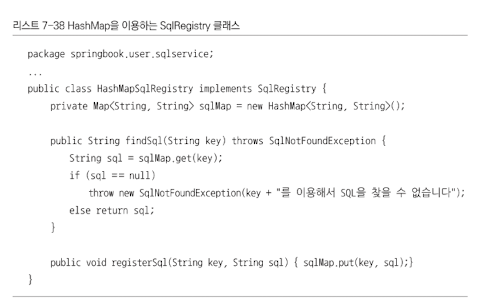 리스트 7-38 HashMap을 이용하는 SqlRegistry 클래스
package springbook.user.sqlservice;
...
public class HashMapSqlRegistry implements SqlRegistry {
private Map<String, String> sqlMap = new HashMap<String, String>();
public String findSql(String key) throws SqlNotFoundException {
String sql = sqlMap.get(key);
if (sql == null)
throw new SqlNotFoundException(key + "를 이용해서 SQL을 찾을 수 없습니다");
else return sql;
}
public void registerSql(String key, String sql) { sqlMap.put(key, sql);}
}